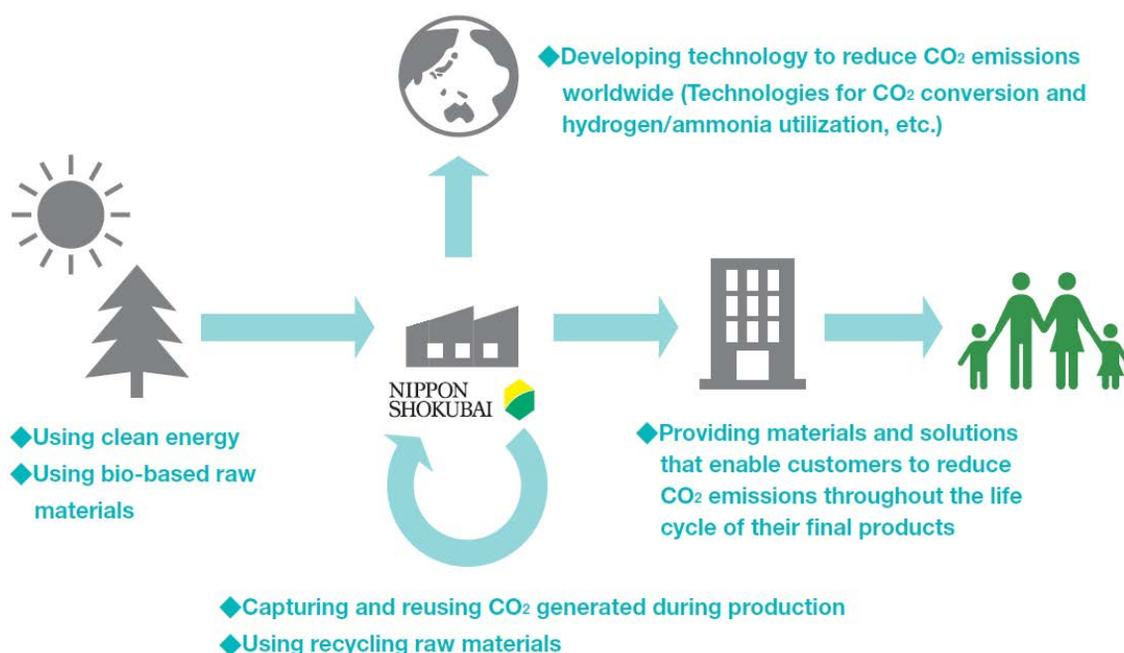 ◆Developing technology to reduce CO₂ emissions
worldwide (Technologies for CO₂ conversion and
hydrogen/ammonia utilization, etc.)
NIPPON
SHOKUBAI
◆Using clean energy
◆Using bio-based raw
materials
◆Providing materials and solutions
that enable customers to reduce
CO₂ emissions throughout the life
cycle of their final products
◆Capturing and reusing CO₂ generated during production
◆Using recycling raw materials